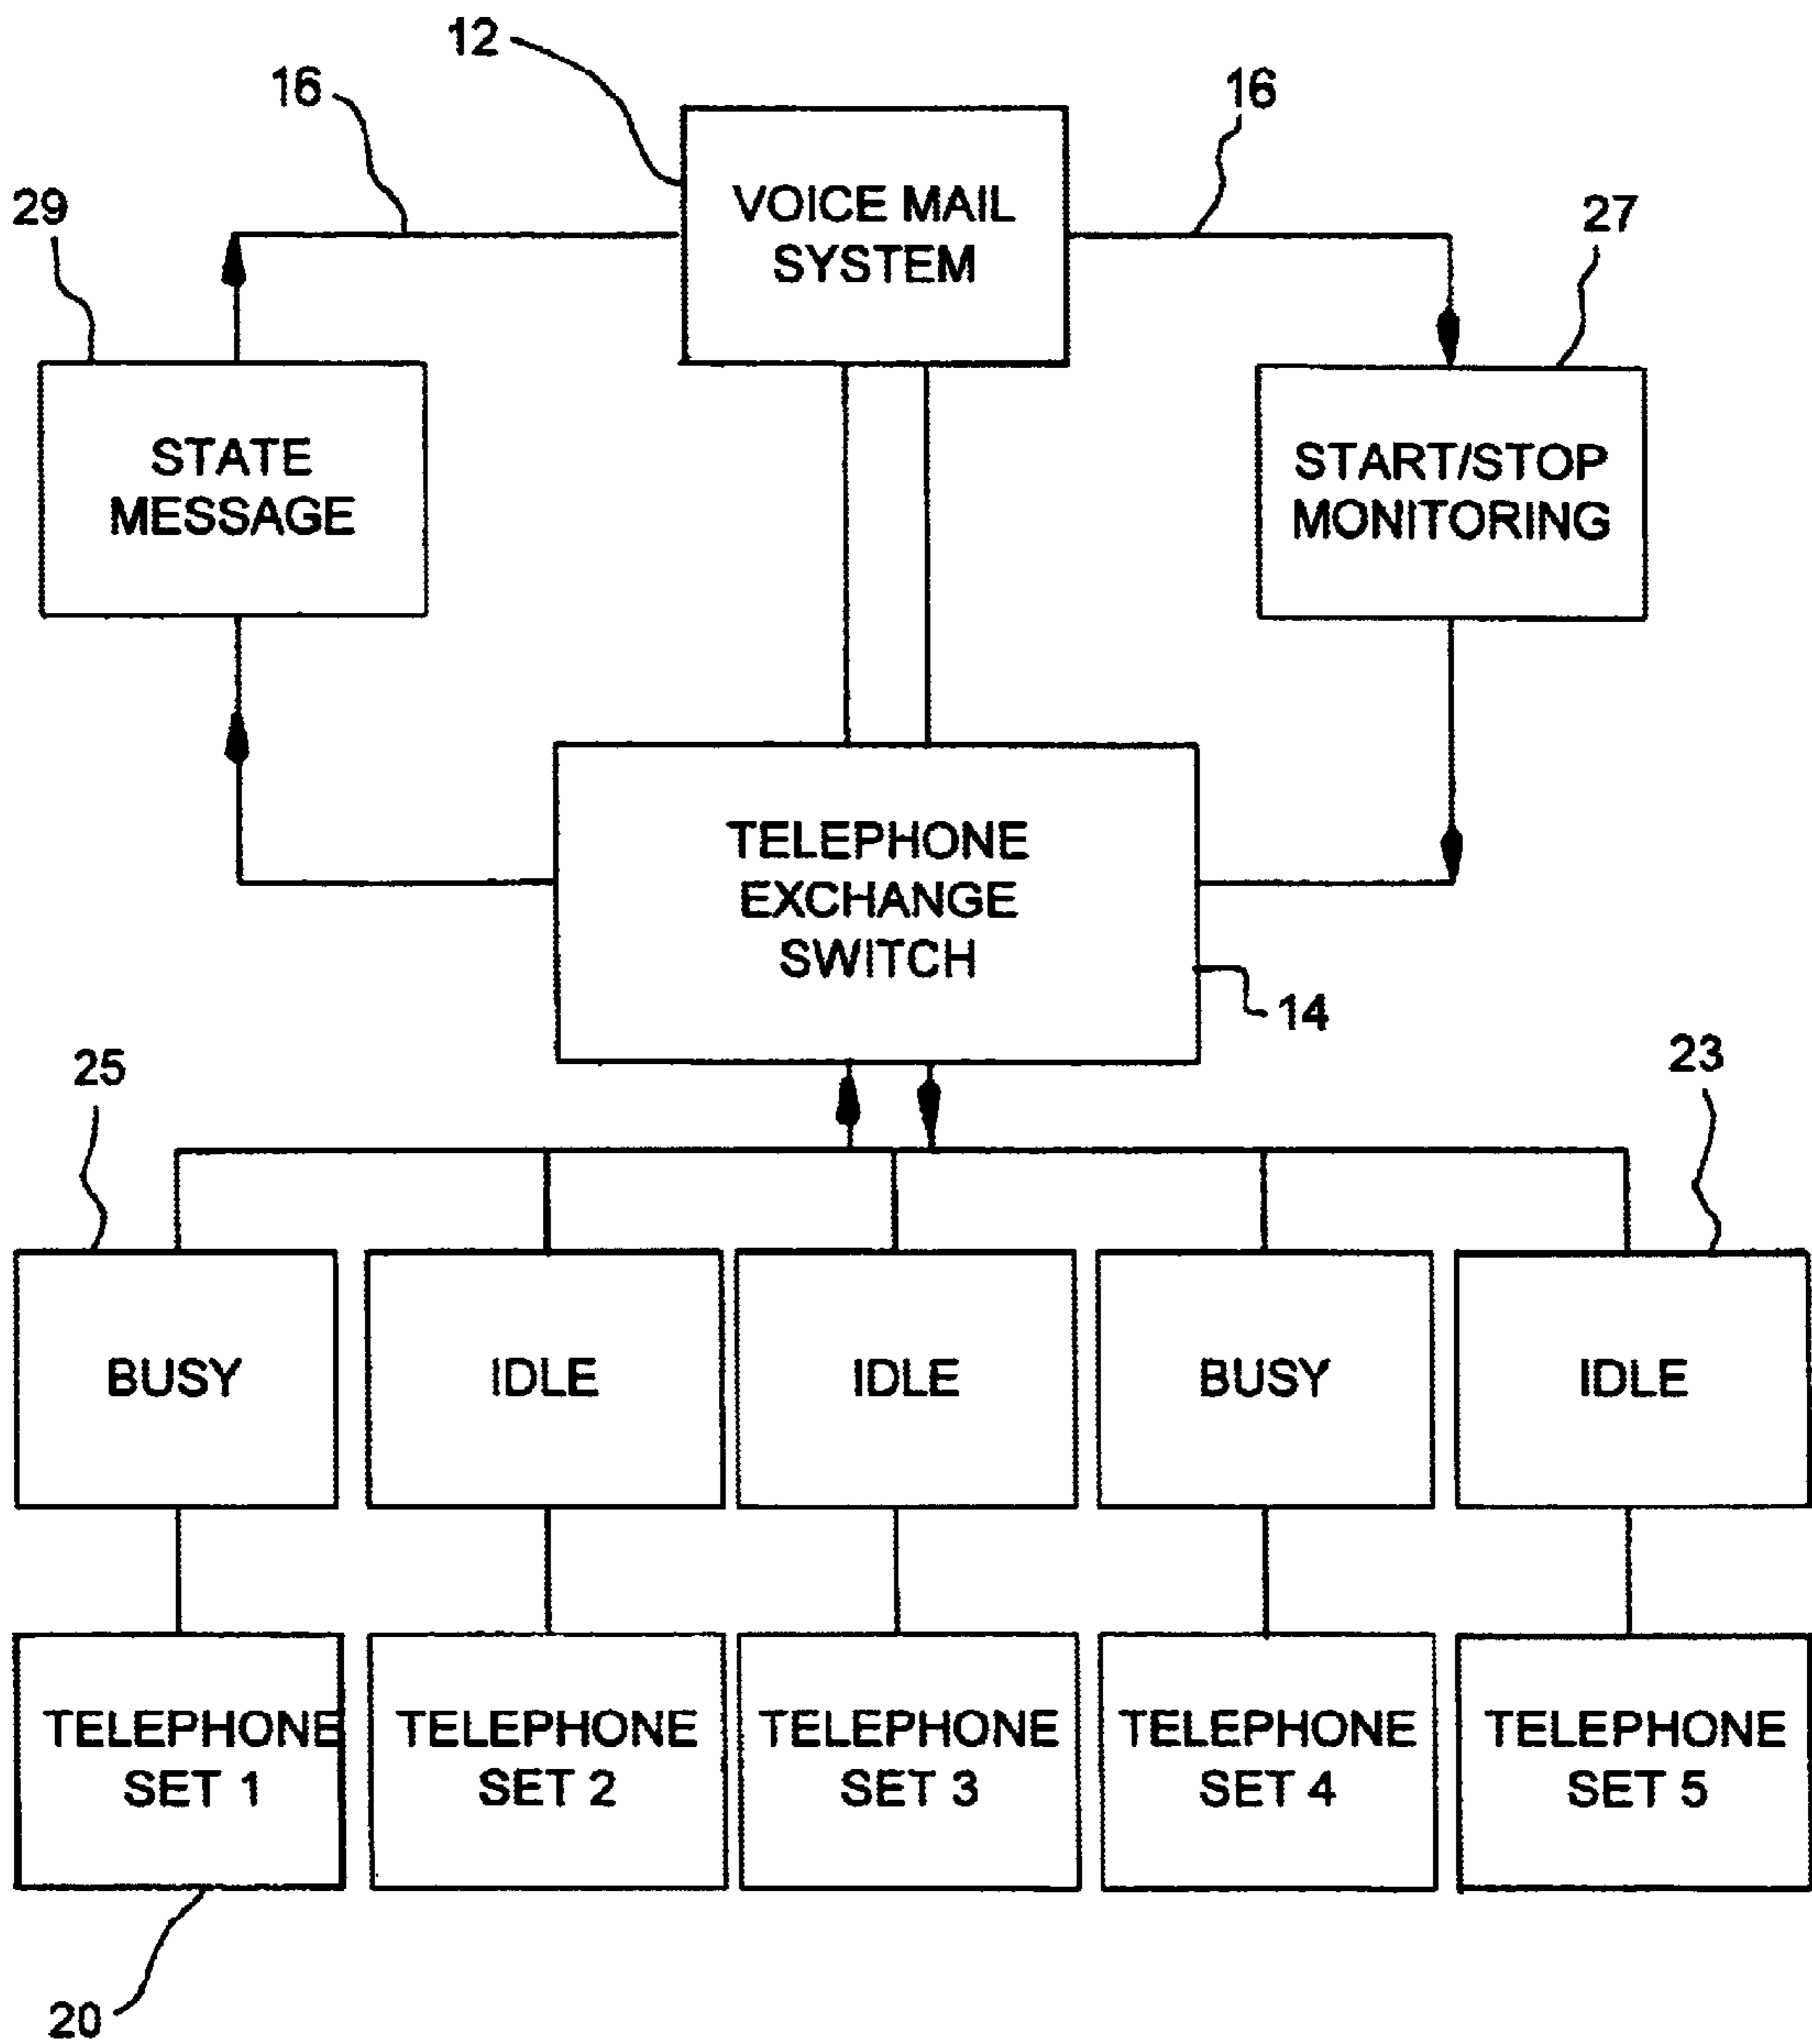 12
16
16
VOICE MAIL
SYSTEM
29
27
STATE
MESSAGE
START/STOP
MONITORING
TELEPHONE
EXCHANGE
SWITCH
14
25
23
BUSY
IDLE
IDLE
BUSY
IDLE
TELEPHONE
SET 1
TELEPHONE
SET 2
TELEPHONE
SET 3
TELEPHONE
SET 4
TELEPHONE
SET 5
20